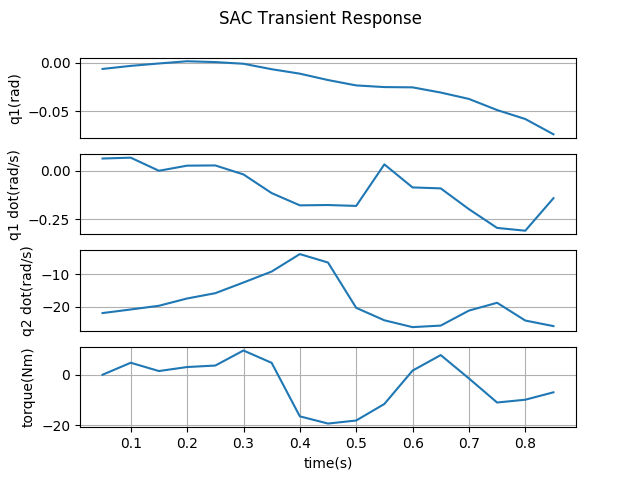 SAC Transient Response
q1(rad)
0.00
−0.05
q1 dot(rad/s)
0.00
−0.25
q2 dot(rad/s)
−10
−20
torque(Nm)
0
−20
0.1 0.2 0.3 0.4 0.5 0.6 0.7 0.8
time(s)